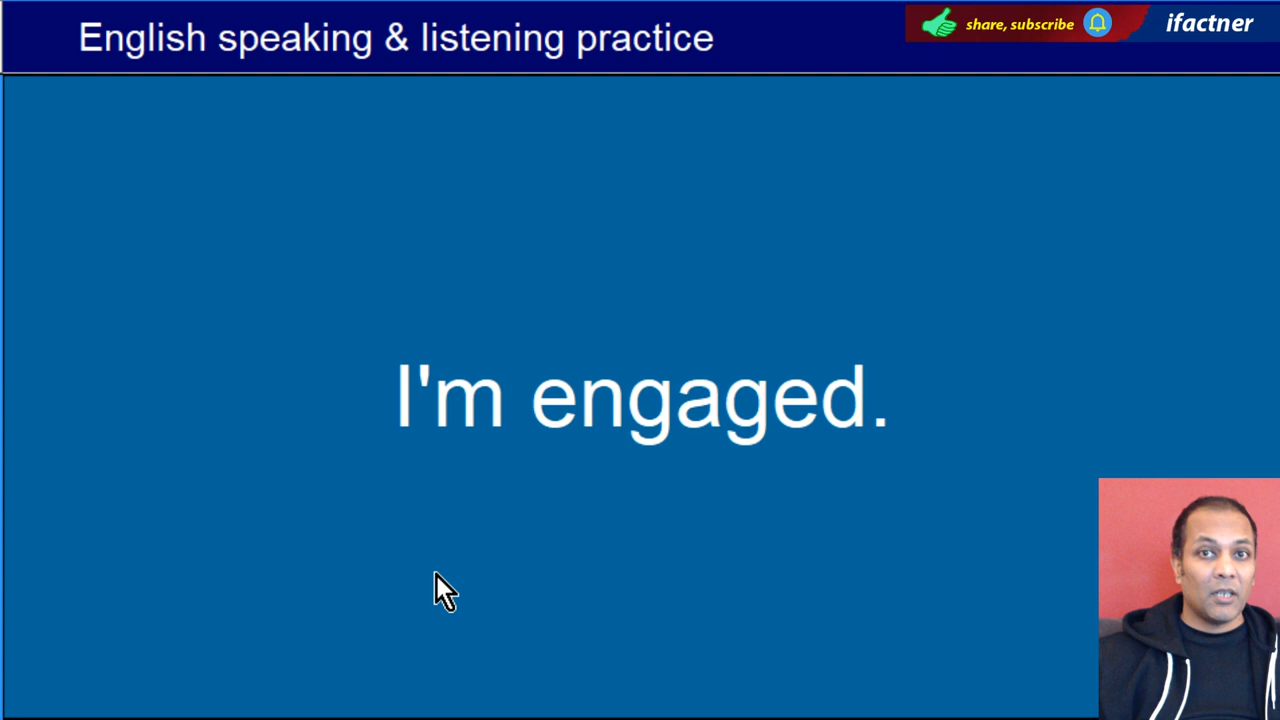 English speaking & listening practice
share, subscribe
ifactner
I'm engaged.